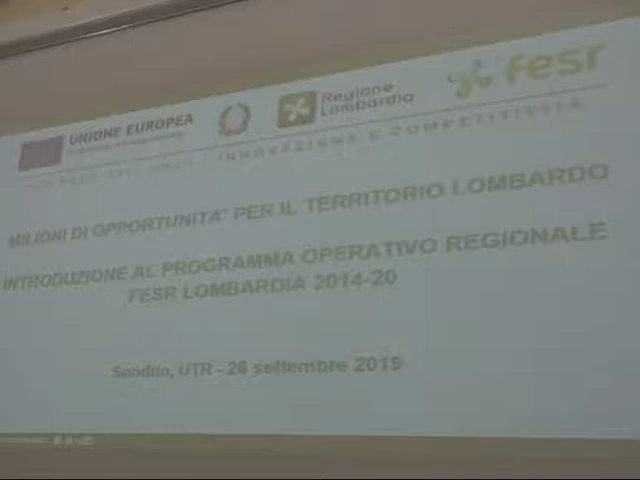 UNIONE EUROPEA
Regione
Lombardia
fesr
INNOVAZIONE E COMPETITIVITÀ
MILIONI DI OPPORTUNITA' PER IL TERRITORIO LOMBARDO
INTRODUZIONE AL PROGRAMMA OPERATIVO REGIONALE
FESR LOMBARDIA 2014-20
Sondrio, UTR - 26 settembre 2019